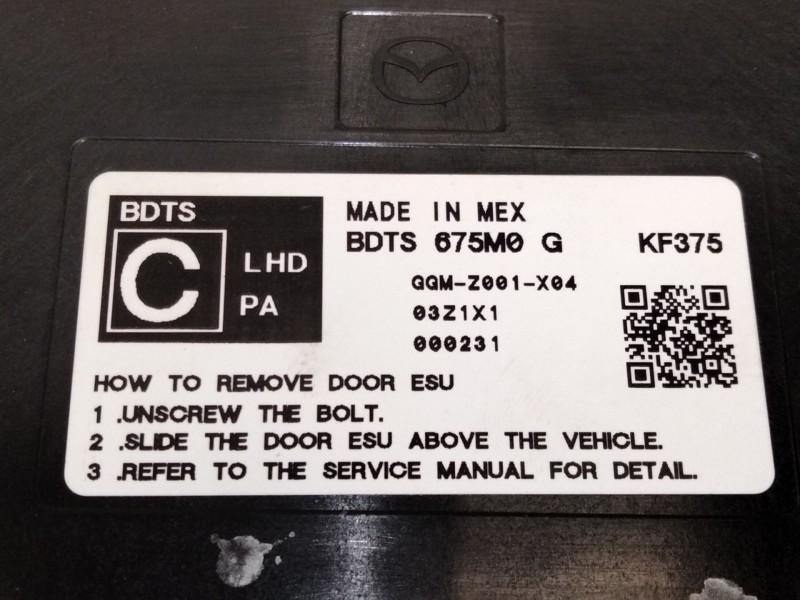 BDTS
C LHD
PA
MADE IN MEX
BDTS 675M0 G KF375
GQM-Z001-X04
03Z1X1
000231
HOW TO REMOVE DOOR ESU
1 .UNSCREW THE BOLT.
2 .SLIDE THE DOOR ESU ABOVE THE VEHICLE.
3 .REFER TO THE SERVICE MANUAL FOR DETAIL.